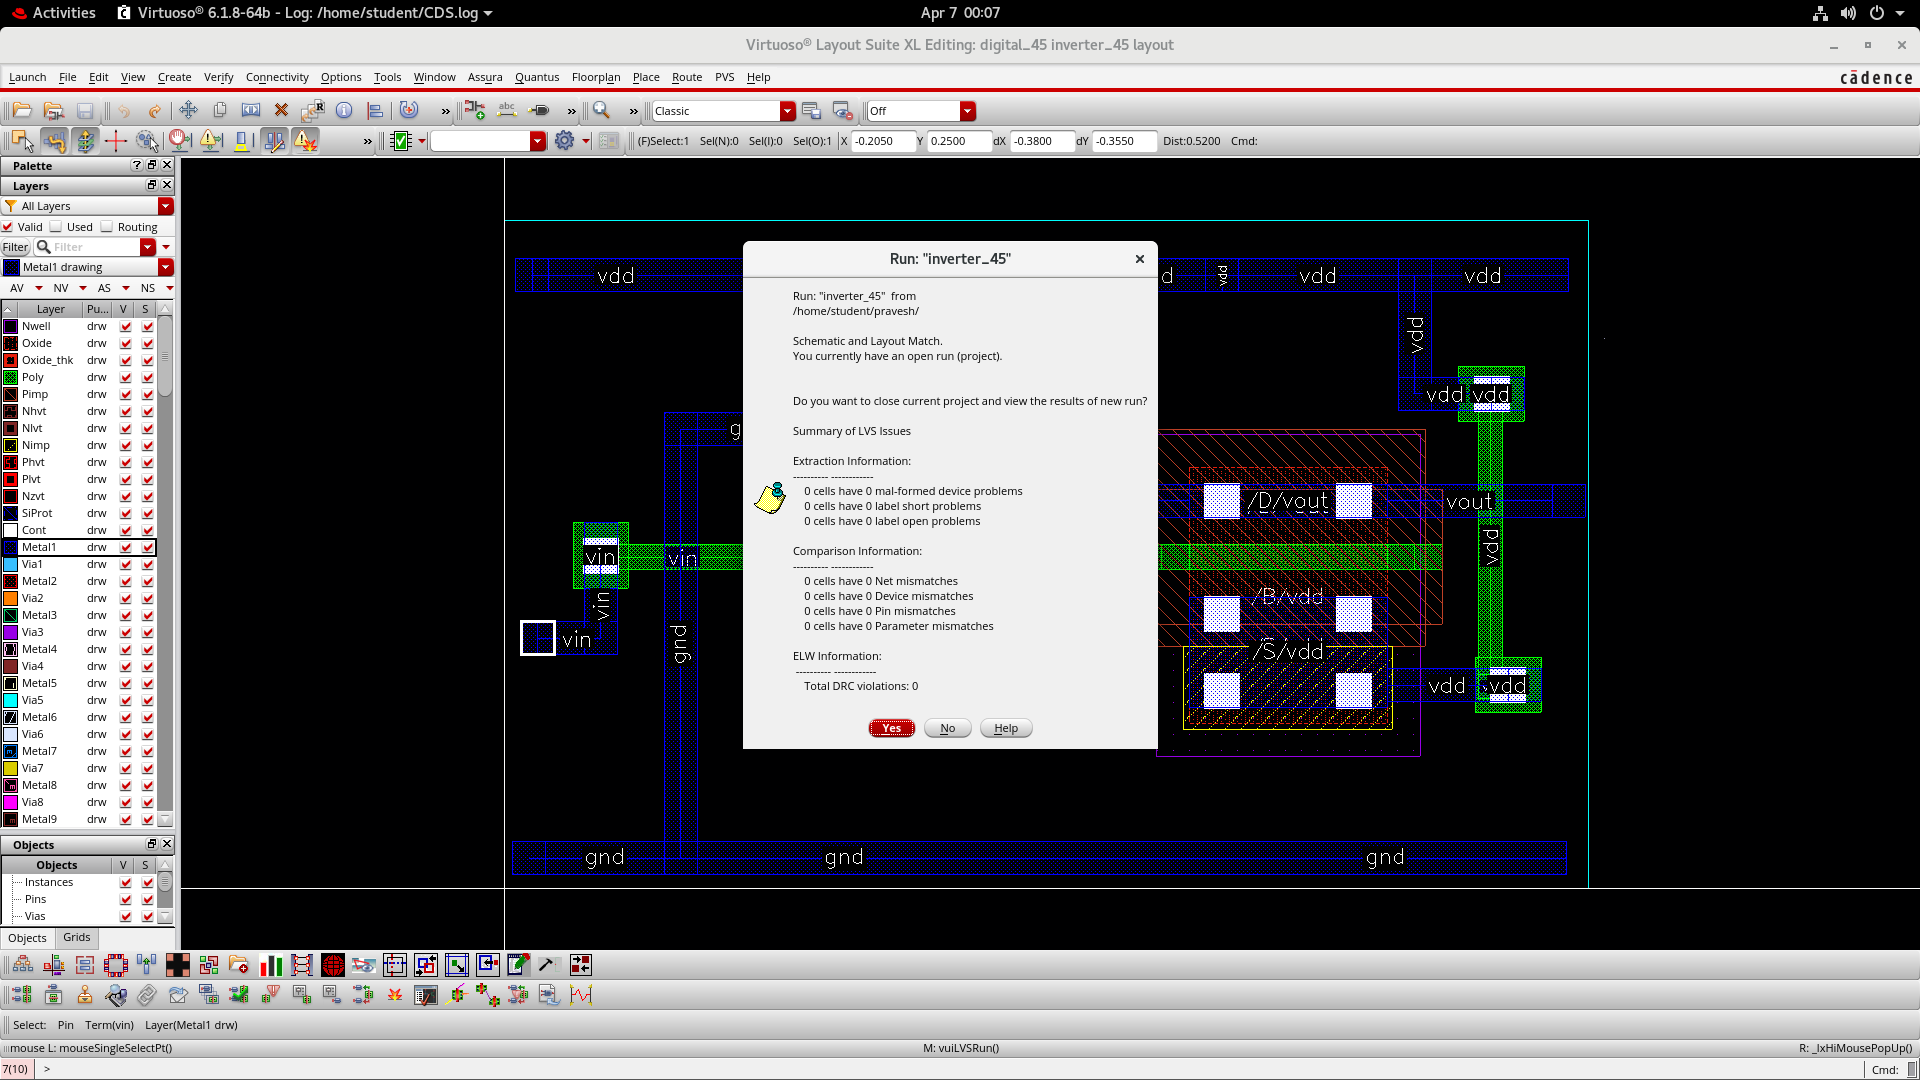 Activities
Virtuoso® 6.1.8-64b - Log: /home/student/CDS.log
Apr 7 00:07
Virtuoso® Layout Suite XL Editing: digital_45 inverter_45 layout
Launch File Edit View Create Verify Connectivity Options Tools Window Assura Quantus Floorplan Place Route PVS Help
cādence
Classic
Off
(F)Select:1 Sel(N):0 Sel(I):0 Sel(O):1 X -0.2050 Y 0.2500 dX -0.3800 dY -0.3550 Dist:0.5200 Cmd:
Palette
Layers
All Layers
Valid Used Routing
Filter Filter
Metal1 drawing
AV NV AS NS
Layer Pu... V S
Nwell drw
Oxide drw
Oxide_thk drw
Poly drw
Pimp drw
Nhvt drw
Nlvt drw
Nimp drw
Phvt drw
Plvt drw
Nzvt drw
SiProt drw
Cont drw
Metal1 drw
Via1 drw
Metal2 drw
Via2 drw
Metal3 drw
Via3 drw
Metal4 drw
Via4 drw
Metal5 drw
Via5 drw
Metal6 drw
Via6 drw
Metal7 drw
Via7 drw
Metal8 drw
Via8 drw
Metal9 drw
Objects
Objects V S
Instances
Pins
Vias
Objects Grids
vdd
d
vdd
vdd
vdd
vdd
vdd vdd
g
/D/vout
vout
vin
vin
vdd
vin
/B/vdd
vin
gnd
/S/vdd
vdd
vdd
gnd
gnd
gnd
Run: "inverter_45"
Run: "inverter_45" from
/home/student/pravesh/
Schematic and Layout Match.
You currently have an open run (project).
Do you want to close current project and view the results of new run?
Summary of LVS Issues
Extraction Information:
---------- ------------
0 cells have 0 mal-formed device problems
0 cells have 0 label short problems
0 cells have 0 label open problems
Comparison Information:
---------- ------------
0 cells have 0 Net mismatches
0 cells have 0 Device mismatches
0 cells have 0 Pin mismatches
0 cells have 0 Parameter mismatches
ELW Information:
---------- ------------
Total DRC violations: 0
Yes No Help
Select: Pin Term(vin) Layer(Metal1 drw)
mouse L: mouseSingleSelectPt()
M: vuiLVSRun()
R: _lxHiMousePopUp()
7(10) >
Cmd: